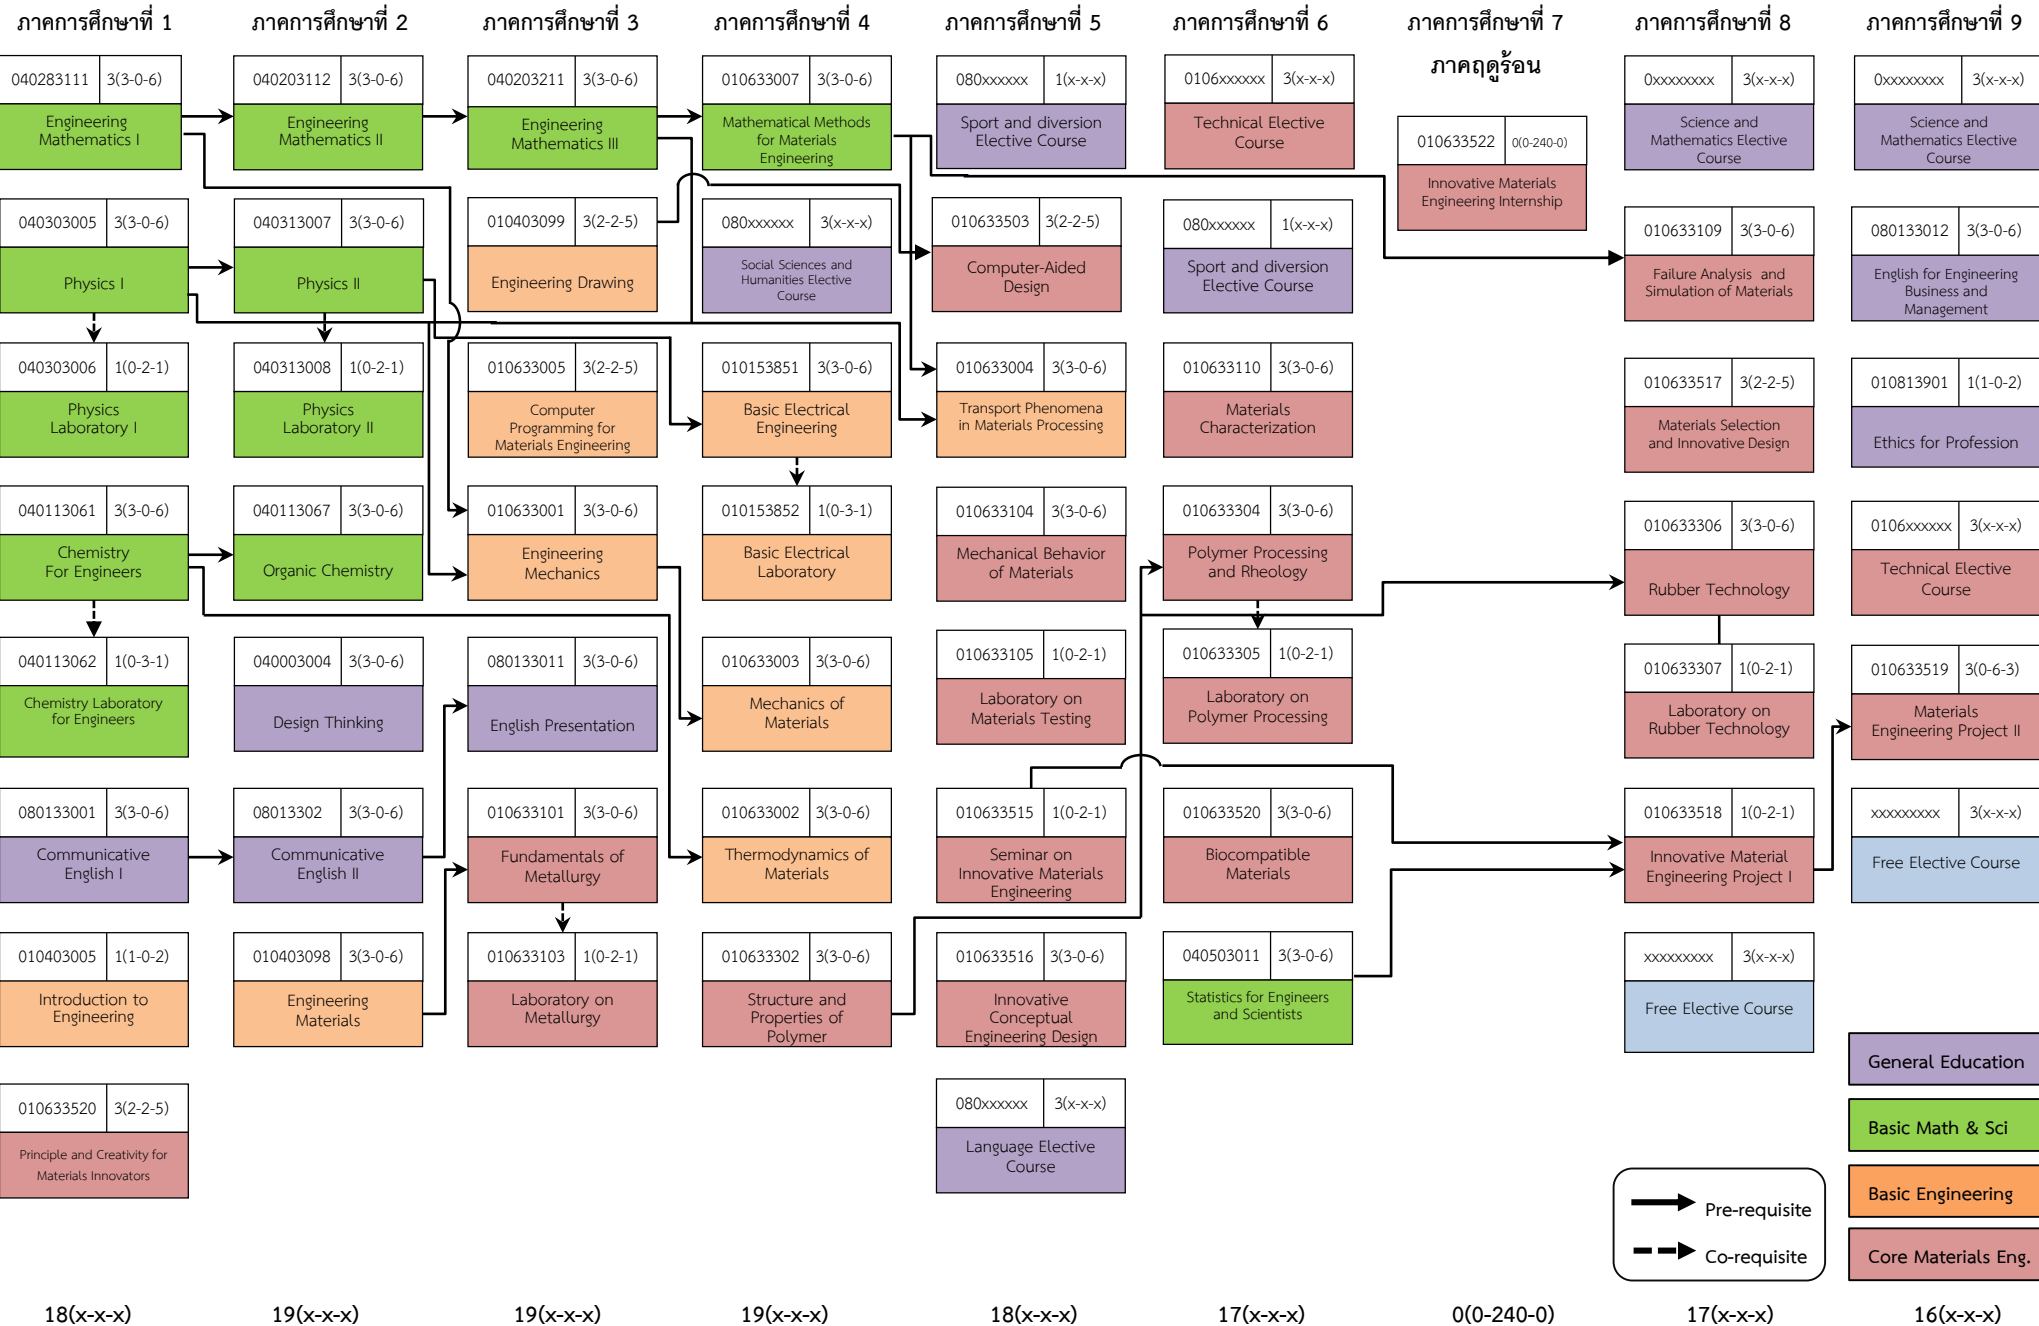 ภาคการศึกษาที่ 1
040283111 3(3-0-6)
Engineering
Mathematics I
040303005 3(3-0-6)
Physics I
040303006 1(0-2-1)
Physics
Laboratory I
040113061 3(3-0-6)
Chemistry
For Engineers
040113062 1(0-3-1)
Chemistry Laboratory
for Engineers
080133001 3(3-0-6)
Communicative
English I
010403005 1(1-0-2)
Introduction to
Engineering
010633520 3(2-2-5)
Principle and Creativity for
Materials Innovators
18(x-x-x)
ภาคการศึกษาที่ 2
040203112 3(3-0-6)
Engineering
Mathematics II
040313007 3(3-0-6)
Physics II
040313008 1(0-2-1)
Physics
Laboratory II
040113067 3(3-0-6)
Organic Chemistry
040003004 3(3-0-6)
Design Thinking
08013302 3(3-0-6)
Communicative
English II
010403098 3(3-0-6)
Engineering
Materials
19(x-x-x)
ภาคการศึกษาที่ 3
040203211 3(3-0-6)
Engineering
Mathematics III
010403099 3(2-2-5)
Engineering Drawing
010633005 3(2-2-5)
Computer
Programming for
Materials Engineering
010633001 3(3-0-6)
Engineering
Mechanics
080133011 3(3-0-6)
English Presentation
010633101 3(3-0-6)
Fundamentals of
Metallurgy
010633103 1(0-2-1)
Laboratory on
Metallurgy
19(x-x-x)
ภาคการศึกษาที่ 4
010633007 3(3-0-6)
Mathematical Methods
for Materials
Engineering
080xxxxxx 3(x-x-x)
Social Sciences and
Humanities Elective
Course
010153851 3(3-0-6)
Basic Electrical
Engineering
010153852 1(0-3-1)
Basic Electrical
Laboratory
010633003 3(3-0-6)
Mechanics of
Materials
010633002 3(3-0-6)
Thermodynamics of
Materials
010633302 3(3-0-6)
Structure and
Properties of
Polymer
19(x-x-x)
ภาคการศึกษาที่ 5
080xxxxxx 1(x-x-x)
Sport and diversion
Elective Course
010633503 3(2-2-5)
Computer-Aided
Design
010633004 3(3-0-6)
Transport Phenomena
in Materials Processing
010633104 3(3-0-6)
Mechanical Behavior
of Materials
010633105 1(0-2-1)
Laboratory on
Materials Testing
010633515 1(0-2-1)
Seminar on
Innovative Materials
Engineering
010633516 3(3-0-6)
Innovative
Conceptual
Engineering Design
080xxxxxx 3(x-x-x)
Language Elective
Course
18(x-x-x)
ภาคการศึกษาที่ 6
0106xxxxxx 3(x-x-x)
Technical Elective
Course
080xxxxxx 1(x-x-x)
Sport and diversion
Elective Course
010633110 3(3-0-6)
Materials
Characterization
010633304 3(3-0-6)
Polymer Processing
and Rheology
010633305 1(0-2-1)
Laboratory on
Polymer Processing
010633520 3(3-0-6)
Biocompatible
Materials
040503011 3(3-0-6)
Statistics for Engineers
and Scientists
17(x-x-x)
ภาคการศึกษาที่ 7
ภาคฤดูร้อน
010633522 0(0-240-0)
Innovative Materials
Engineering Internship
0(0-240-0)
ภาคการศึกษาที่ 8
0xxxxxxxx 3(x-x-x)
Science and
Mathematics Elective
Course
010633109 3(3-0-6)
Failure Analysis and
Simulation of Materials
010633517 3(2-2-5)
Materials Selection
and Innovative Design
010633306 3(3-0-6)
Rubber Technology
010633307 1(0-2-1)
Laboratory on
Rubber Technology
010633518 1(0-2-1)
Innovative Material
Engineering Project I
xxxxxxxxx 3(x-x-x)
Free Elective Course
Pre-requisite
Co-requisite
17(x-x-x)
ภาคการศึกษาที่ 9
0xxxxxxxx 3(x-x-x)
Science and
Mathematics Elective
Course
080133012 3(3-0-6)
English for Engineering
Business and
Management
010813901 1(1-0-2)
Ethics for Profession
0106xxxxxx 3(x-x-x)
Technical Elective
Course
010633519 3(0-6-3)
Materials
Engineering Project II
xxxxxxxxx 3(x-x-x)
Free Elective Course
General Education
Basic Math & Sci
Basic Engineering
Core Materials Eng.
16(x-x-x)